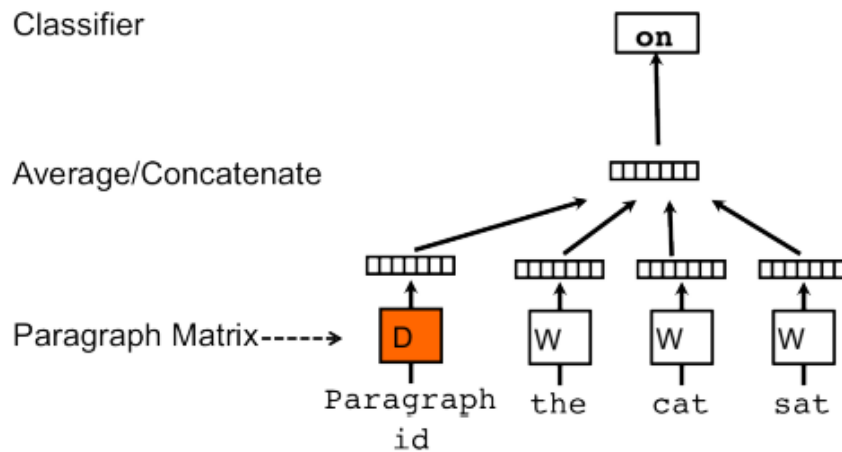 Classifier
on
Average/Concatenate
Paragraph Matrix
D
W
W
W
Paragraph
id
the
cat
sat